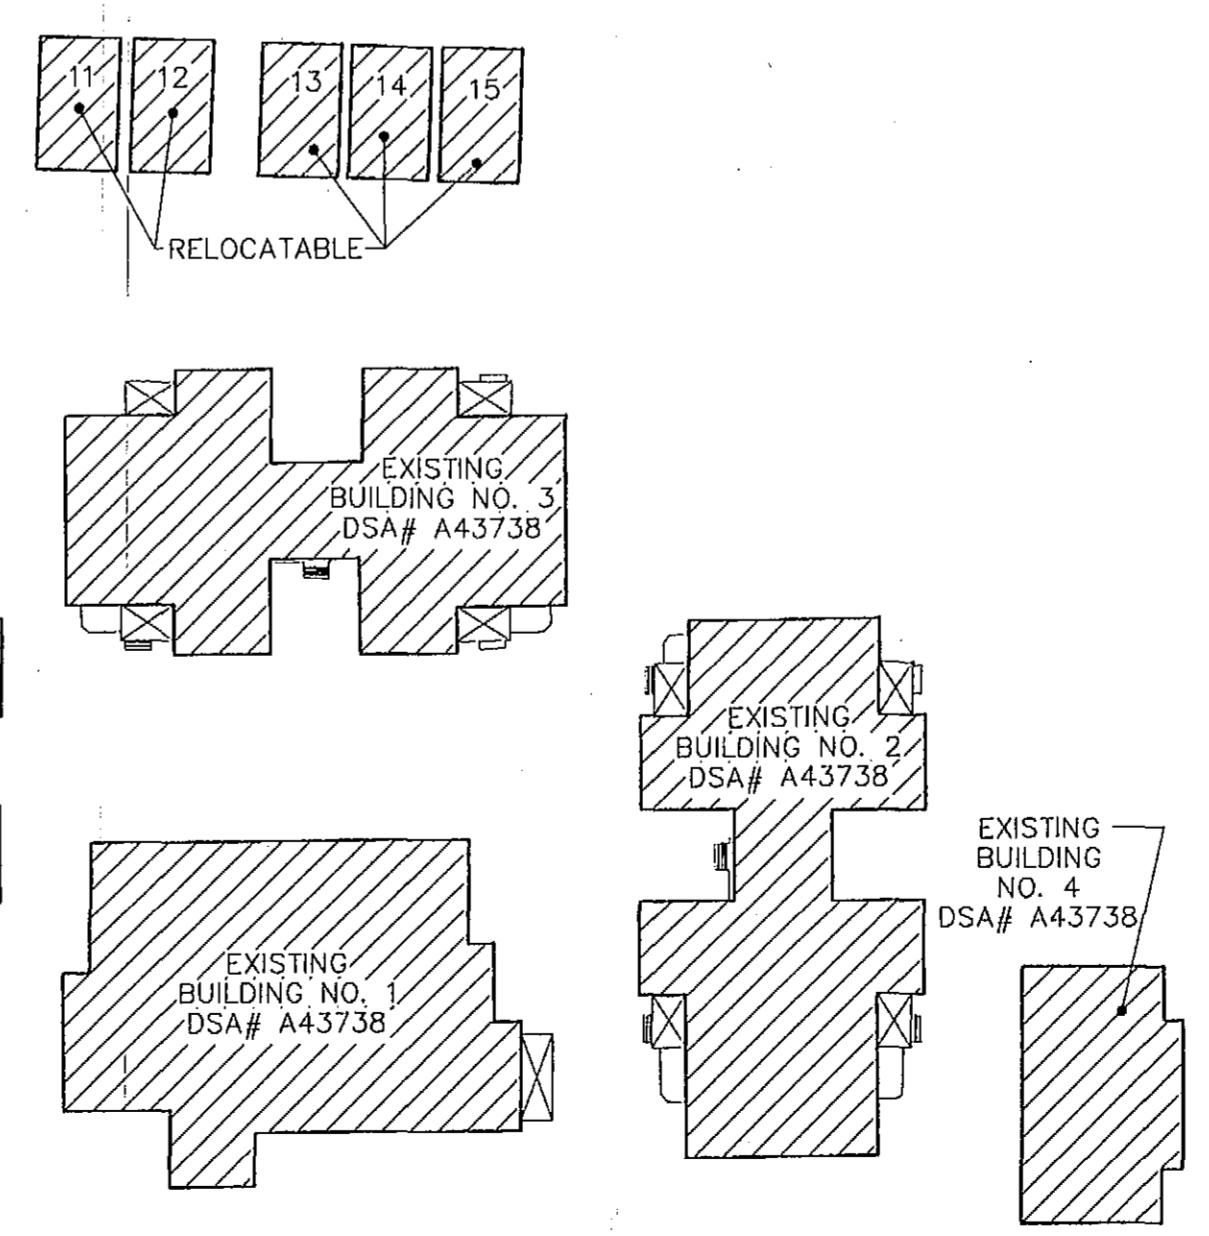 11
12
13
14
15
RELOCATABLE
EXISTING
BUILDING NO. 3
DSA# A43738
EXISTING
BUILDING NO. 2
DSA# A43738
EXISTING
BUILDING
NO. 4
DSA# A43738
EXISTING
BUILDING NO. 1
DSA# A43738